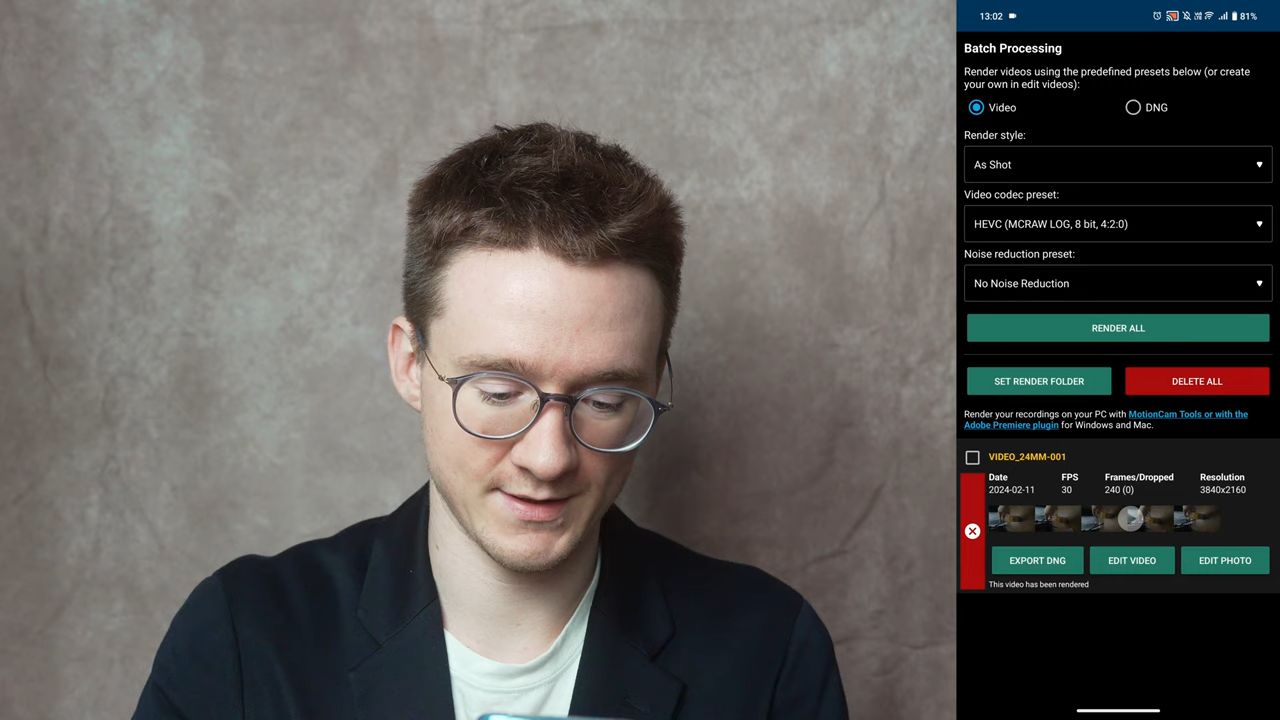 13:02
81%
Batch Processing
Render videos using the predefined presets below (or create
your own in edit videos):
Video
DNG
Render style:
As Shot
Video codec preset:
HEVC (MCRAW LOG, 8 bit, 4:2:0)
Noise reduction preset:
No Noise Reduction
RENDER ALL
SET RENDER FOLDER
DELETE ALL
Render your recordings on your PC with MotionCam Tools or with the
Adobe Premiere plugin for Windows and Mac.
VIDEO_24MM-001
Date FPS Frames/Dropped Resolution
2024-02-11 30 240 (0) 3840x2160
EXPORT DNG
EDIT VIDEO
EDIT PHOTO
This video has been rendered